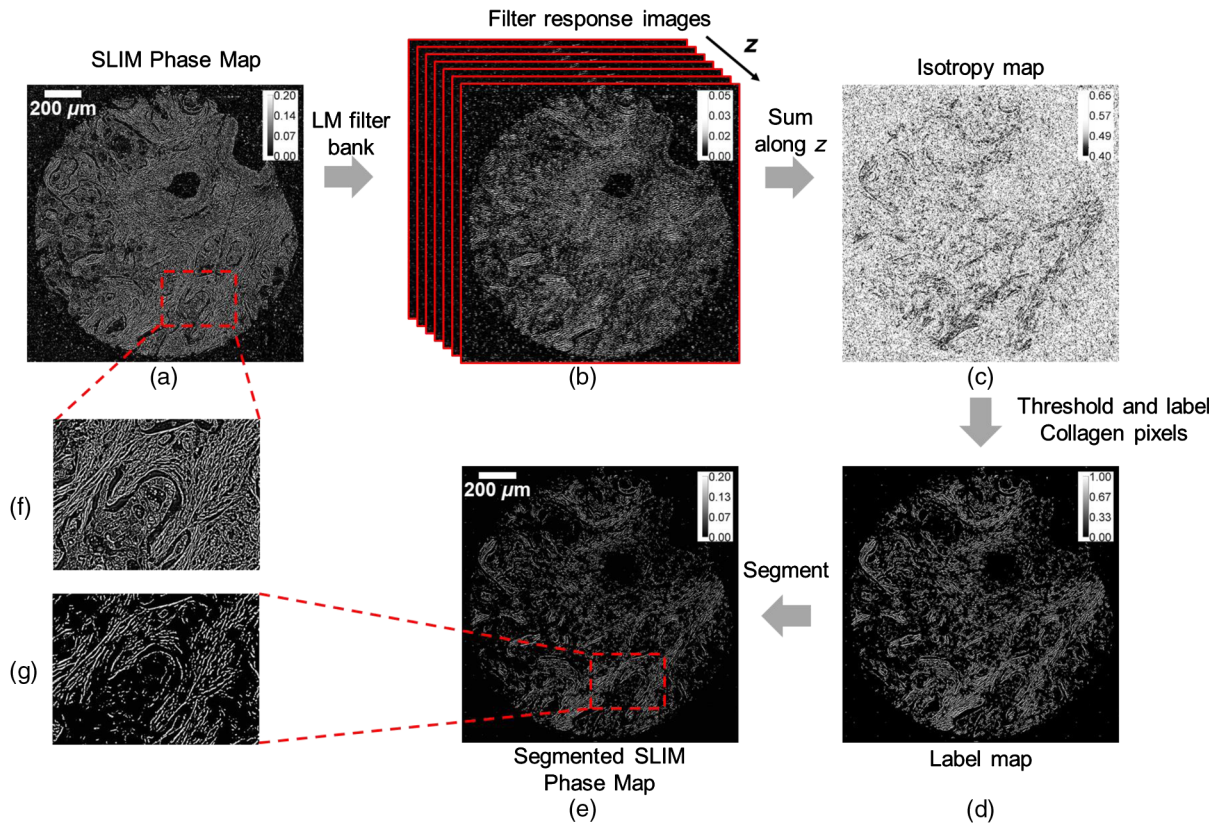 Filter response images
z
SLIM Phase Map
200 µm
0.20
0.14
0.07
0.00
(a)
LM filter
bank
0.05
0.03
0.02
0.00
(b)
Sum
along z
Isotropy map
0.65
0.57
0.49
0.40
(c)
Threshold and label
Collagen pixels
1.00
0.67
0.33
0.00
Label map
(d)
Segment
200 µm
0.20
0.13
0.07
0.00
Segmented SLIM
Phase Map
(e)
(f)
(g)